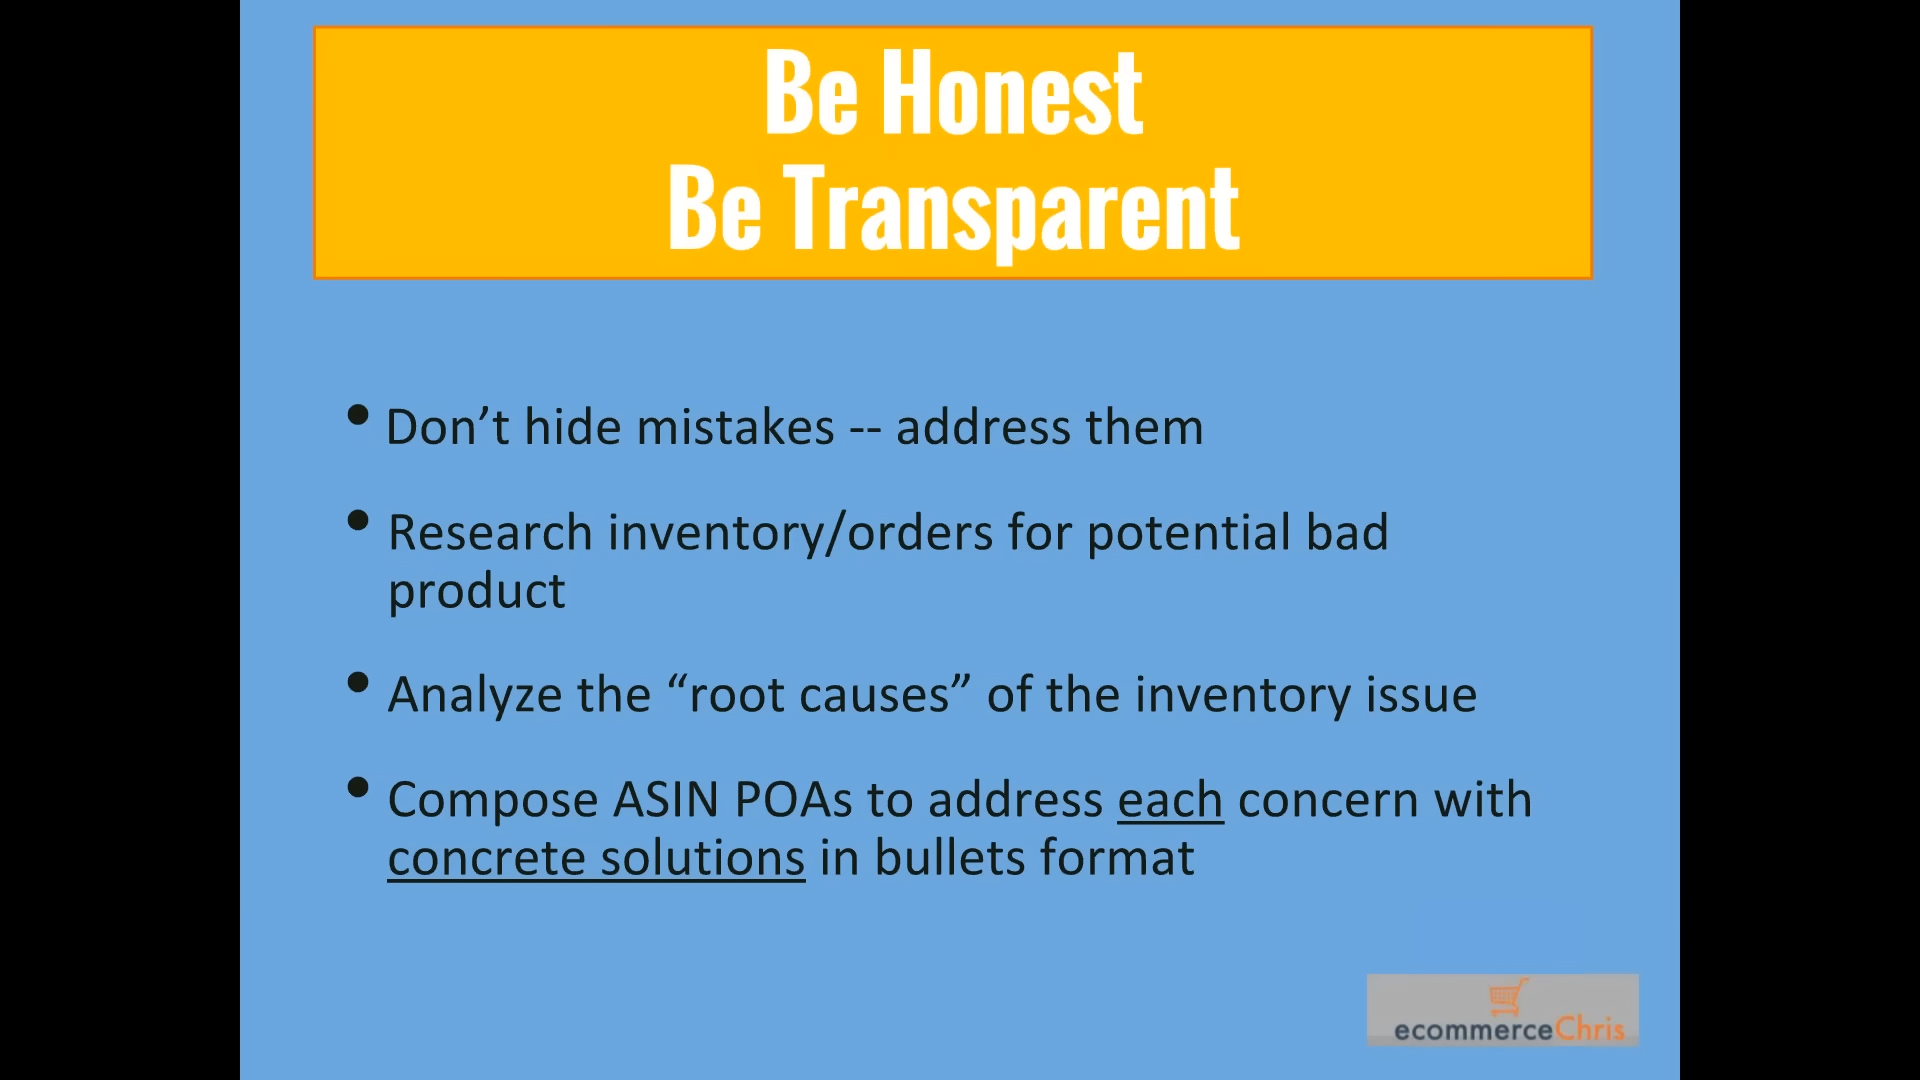 Be Honest
Be Transparent
• Don’t hide mistakes -- address them
• Research inventory/orders for potential bad
product
• Analyze the “root causes” of the inventory issue
• Compose ASIN POAs to address each concern with
concrete solutions in bullets format
ecommerceChris